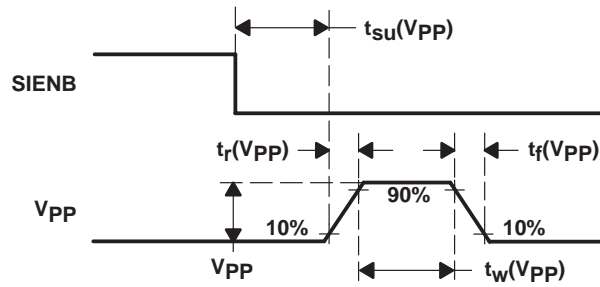 tsu(VPP)
SIENB
tr(VPP)
tf(VPP)
VPP
10%
90%
10%
VPP
tw(VPP)